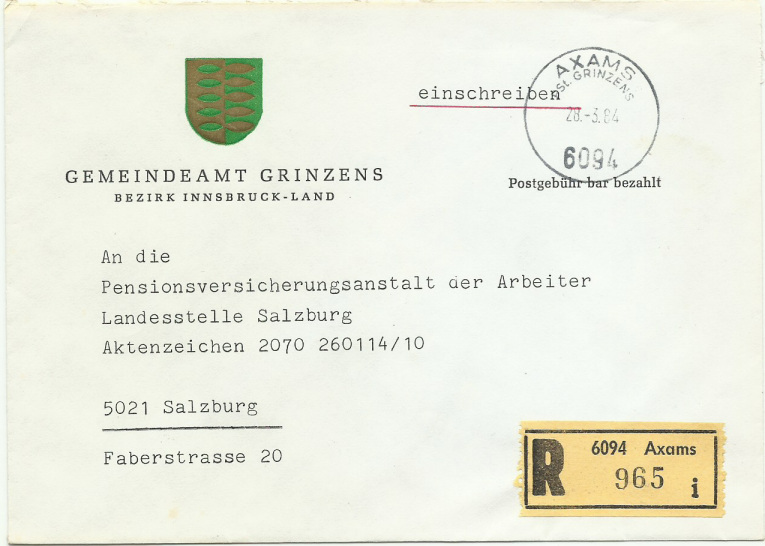 einschreiben
AXAMS
St. GRINZENS
28.-3.84
6094
GEMEINDEAMT GRINZENS
BEZIRK INNSBRUCK-LAND
Postgebühr bar bezahlt
An die
Pensionsversicherungsanstalt der Arbeiter
Landesstelle Salzburg
Aktenzeichen 2070 260114/10
5021 Salzburg
Faberstrasse 20
R 6094 Axams
965 i